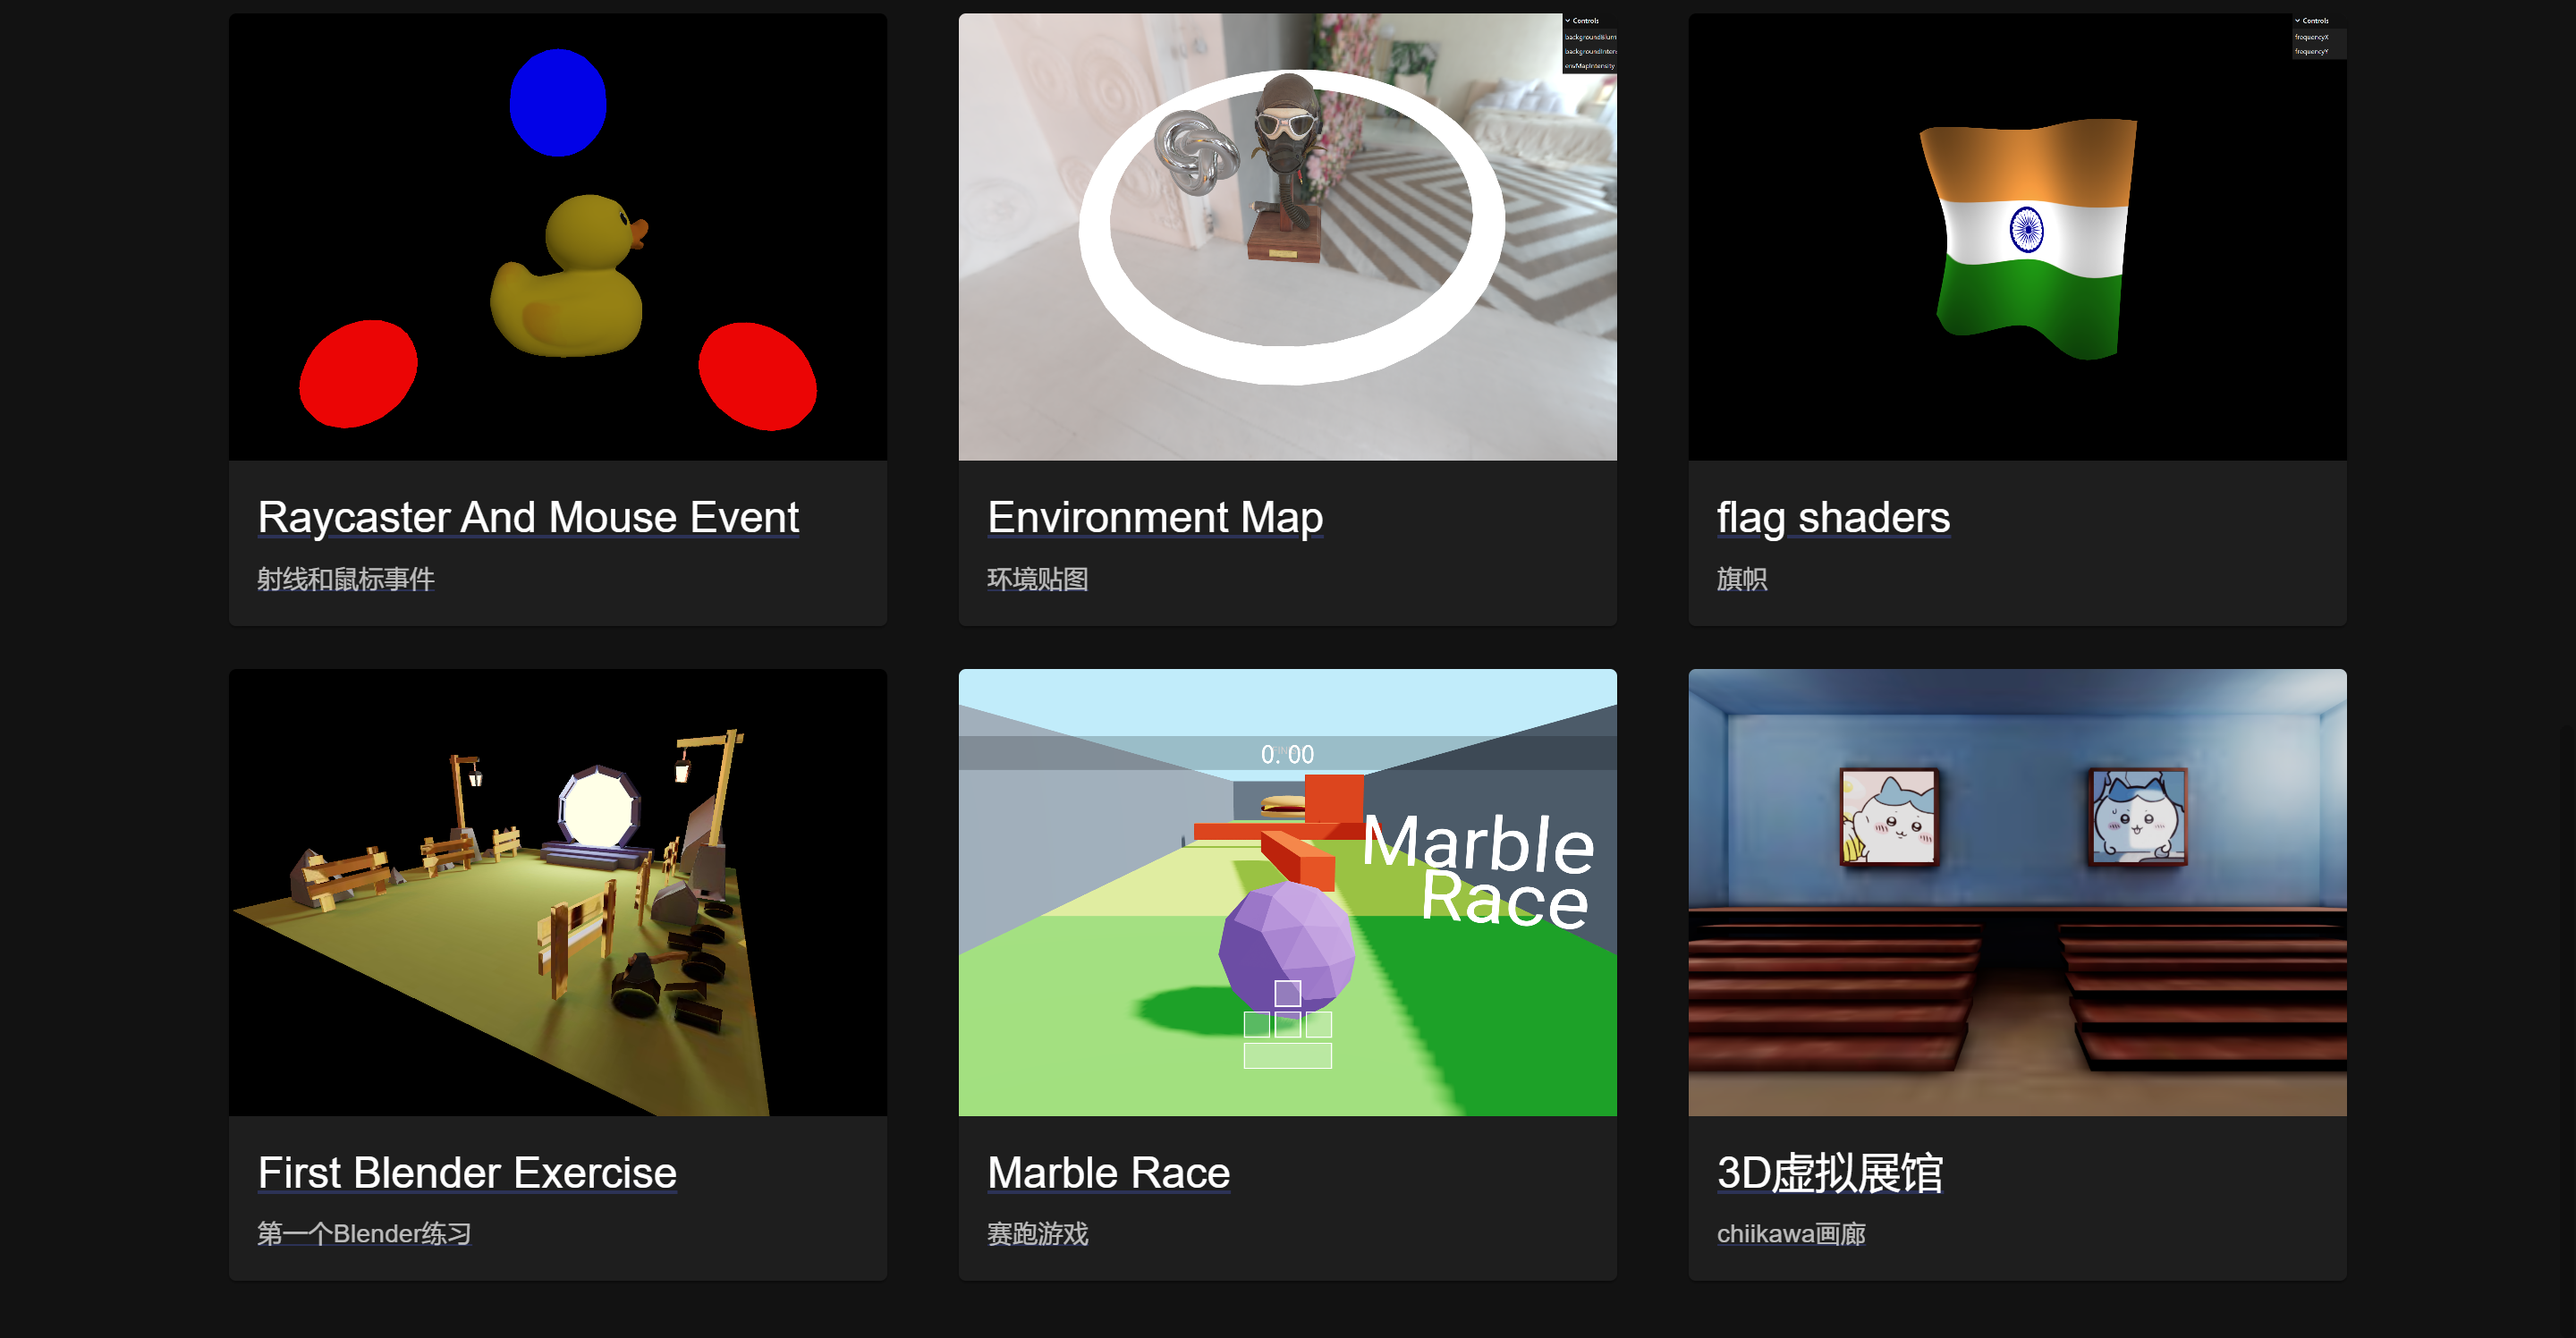 Controls
backgroundBlurri
backgroundIntens
envMapIntensity
Controls
frequencyX
frequencyY
Raycaster And Mouse Event
射线和鼠标事件
Environment Map
环境贴图
flag shaders
旗帜
0.00
Marble
Race
First Blender Exercise
第一个Blender练习
Marble Race
赛跑游戏
3D虚拟展馆
chiikawa画廊